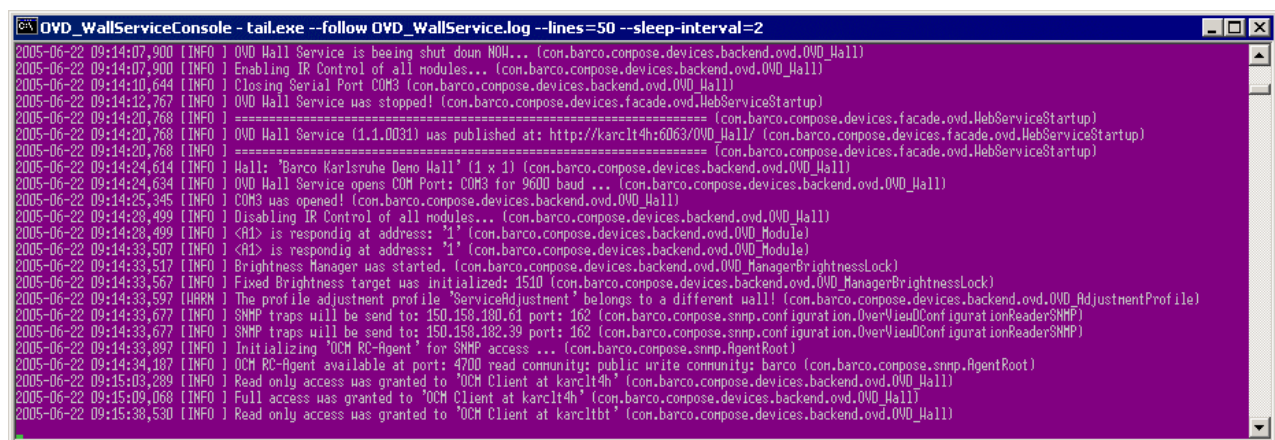 OVD_WallServiceConsole - tail.exe --follow OVD_WallService.log --lines=50 --sleep-interval=2
2005-06-22 09:14:07,900 [INFO ] OVD Wall Service is beeing shut down NOW... (com.barco.compose.devices.backend.ovd.OVD_Wall)
2005-06-22 09:14:07,900 [INFO ] Enabling IR Control of all modules... (com.barco.compose.devices.backend.ovd.OVD_Wall)
2005-06-22 09:14:10,644 [INFO ] Closing Serial Port COM3 (com.barco.compose.devices.backend.ovd.OVD_Wall)
2005-06-22 09:14:12,767 [INFO ] OVD Wall Service was stopped! (com.barco.compose.devices.facade.ovd.WebServiceStartup)
2005-06-22 09:14:20,768 [INFO ] ====================================================================== (com.barco.compose.devices.facade.ovd.WebServiceStartup)
2005-06-22 09:14:20,768 [INFO ] OVD Wall Service (1.1.0031) was published at: http://karclt4h:6063/OVD_Wall/ (com.barco.compose.devices.facade.ovd.WebServiceStartup)
2005-06-22 09:14:20,768 [INFO ] ====================================================================== (com.barco.compose.devices.facade.ovd.WebServiceStartup)
2005-06-22 09:14:24,614 [INFO ] Wall: 'Barco Karlsruhe Demo Wall' (1 x 1) (com.barco.compose.devices.backend.ovd.OVD_Wall)
2005-06-22 09:14:24,634 [INFO ] OVD Wall Service opens COM Port: COM3 for 9600 baud ... (com.barco.compose.devices.backend.ovd.OVD_Wall)
2005-06-22 09:14:25,345 [INFO ] COM3 was opened! (com.barco.compose.devices.backend.ovd.OVD_Wall)
2005-06-22 09:14:28,499 [INFO ] Disabling IR Control of all modules... (com.barco.compose.devices.backend.ovd.OVD_Wall)
2005-06-22 09:14:28,499 [INFO ] <A1> is respondig at address: '1' (com.barco.compose.devices.backend.ovd.OVD_Module)
2005-06-22 09:14:33,507 [INFO ] <A1> is respondig at address: '1' (com.barco.compose.devices.backend.ovd.OVD_Module)
2005-06-22 09:14:33,517 [INFO ] Brightness Manager was started. (com.barco.compose.devices.backend.ovd.OVD_ManagerBrightnessLock)
2005-06-22 09:14:33,567 [INFO ] Fixed Brightness target was initialized: 1510 (com.barco.compose.devices.backend.ovd.OVD_ManagerBrightnessLock)
2005-06-22 09:14:33,597 [WARN ] The profile adjustment profile 'ServiceAdjustment' belongs to a different wall! (com.barco.compose.devices.backend.ovd.OVD_AdjustmentProfile)
2005-06-22 09:14:33,677 [INFO ] SNMP traps will be send to: 150.158.180.61 port: 162 (com.barco.compose.snmp.configuration.OverViewDConfigurationReaderSNMP)
2005-06-22 09:14:33,677 [INFO ] SNMP traps will be send to: 150.158.182.39 port: 162 (com.barco.compose.snmp.configuration.OverViewDConfigurationReaderSNMP)
2005-06-22 09:14:33,897 [INFO ] Initializing 'OCM RC-Agent' for SNMP access ... (com.barco.compose.snmp.AgentRoot)
2005-06-22 09:14:34,187 [INFO ] OCM RC-Agent available at port: 4700 read community: public write community: barco (com.barco.compose.snmp.AgentRoot)
2005-06-22 09:15:03,289 [INFO ] Read only access was granted to 'OCM Client at karclt4h' (com.barco.compose.devices.backend.ovd.OVD_Wall)
2005-06-22 09:15:09,068 [INFO ] Full access was granted to 'OCM Client at karclt4h' (com.barco.compose.devices.backend.ovd.OVD_Wall)
2005-06-22 09:15:38,530 [INFO ] Read only access was granted to 'OCM Client at karcltbt' (com.barco.compose.devices.backend.ovd.OVD_Wall)